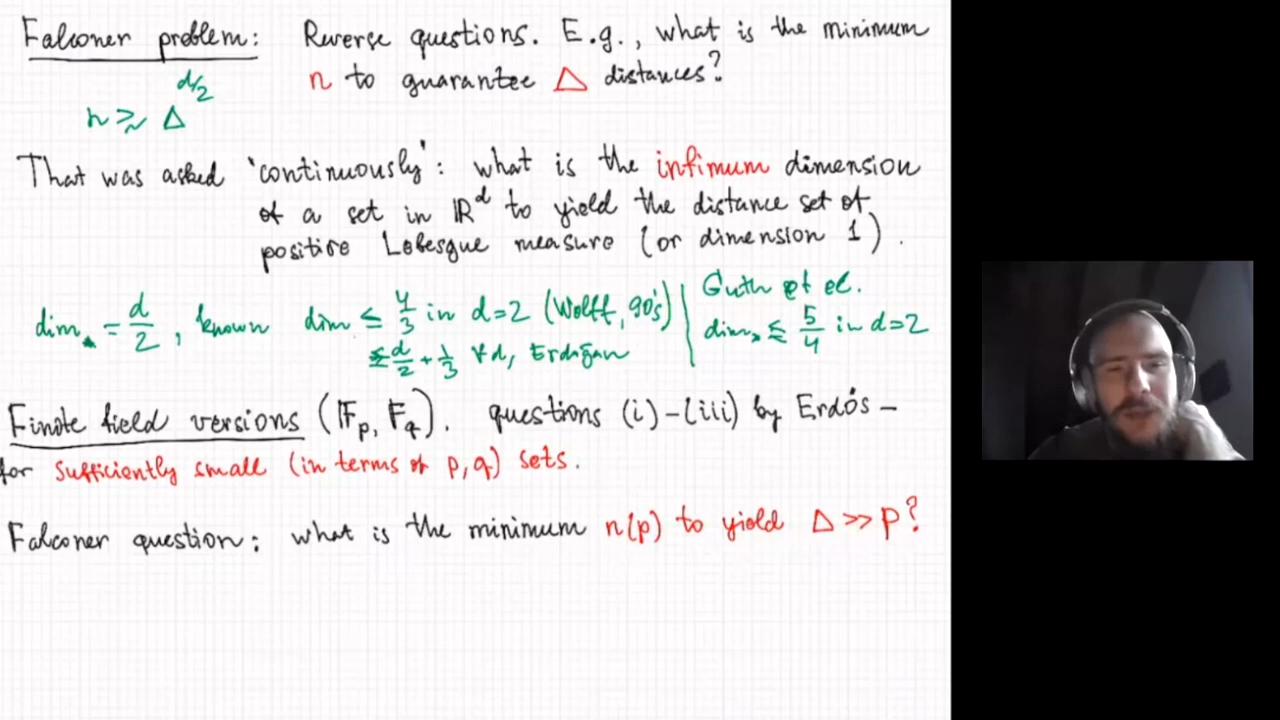 Falconer problem: Reverse questions. E.g., what is the minimum
n to guarantee Δ distances?
n ≳ Δ^{d/2}
That was asked 'continuously': what is the infimum dimension
of a set in ℝ^d to yield the distance set of
positive Lebesgue measure (or dimension 1).
dim_* = d/2, known dim ≤ 4/3 in d=2 (Wolff, 90's) | Guth et el.
≤ d/2 + 1/3 ∀d, Erdoğan | dim_* ≤ 5/4 in d=2
Finite field versions (𝔽_p, 𝔽_q). questions (i)-(iii) by Erdős –
for sufficiently small (in terms of p,q) sets.
Falconer question: what is the minimum n(p) to yield Δ >> p?